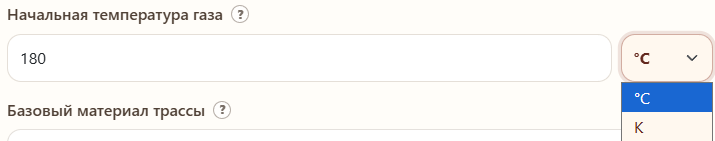 Начальная температура газа ?
180 °C
°C
K
Базовый материал трассы ?